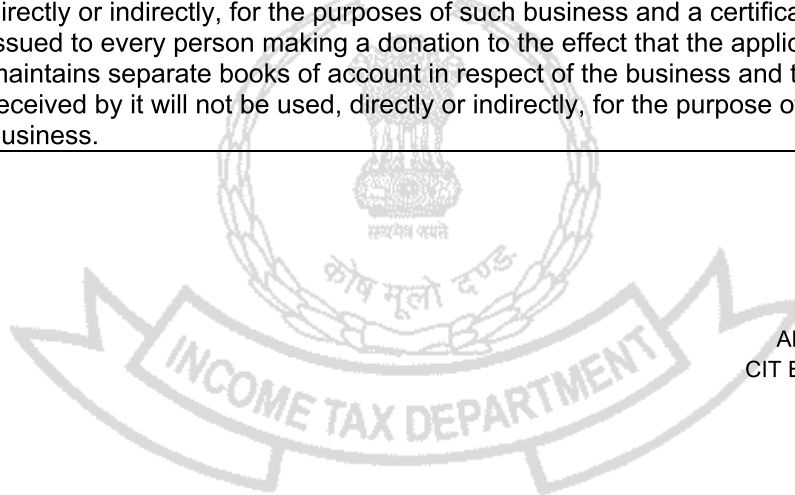 irectly or indirectly, for the purposes of such business and a certifica
ssued to every person making a donation to the effect that the applic
naintains separate books of account in respect of the business and t
eceived by it will not be used, directly or indirectly, for the purpose of
usiness.
सत्यमेव जयते
कोष मूलो दण्ड
A
CIT E
INCOME TAX DEPARTMENT